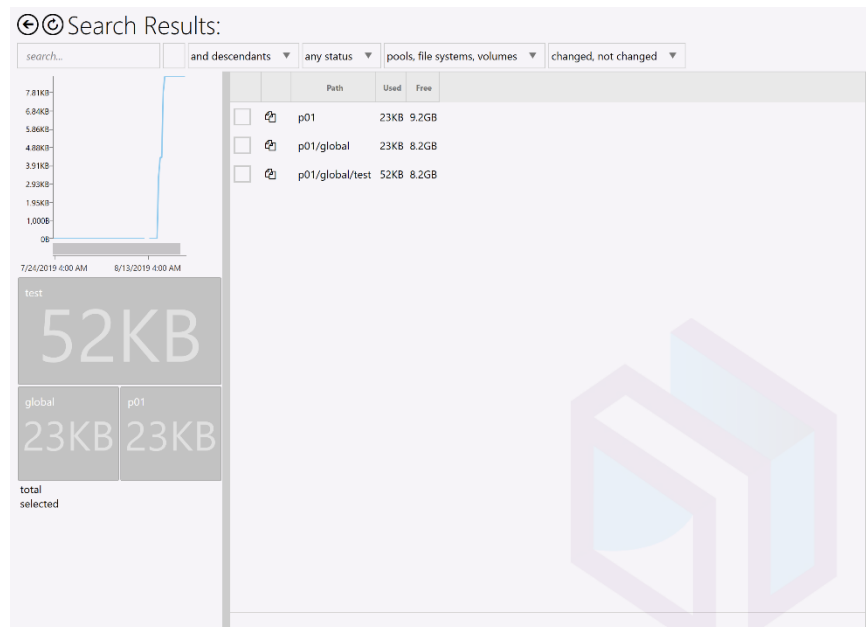 Search Results:
search... and descendants any status pools, file systems, volumes changed, not changed
7.81KB
6.84KB
5.86KB
4.88KB
3.91KB
2.93KB
1.95KB
1,000B
0B
7/24/2019 4:00 AM 8/13/2019 4:00 AM
test
52KB
global
23KB
p01
23KB
total
selected
Path Used Free
p01 23KB 9.2GB
p01/global 23KB 8.2GB
p01/global/test 52KB 8.2GB